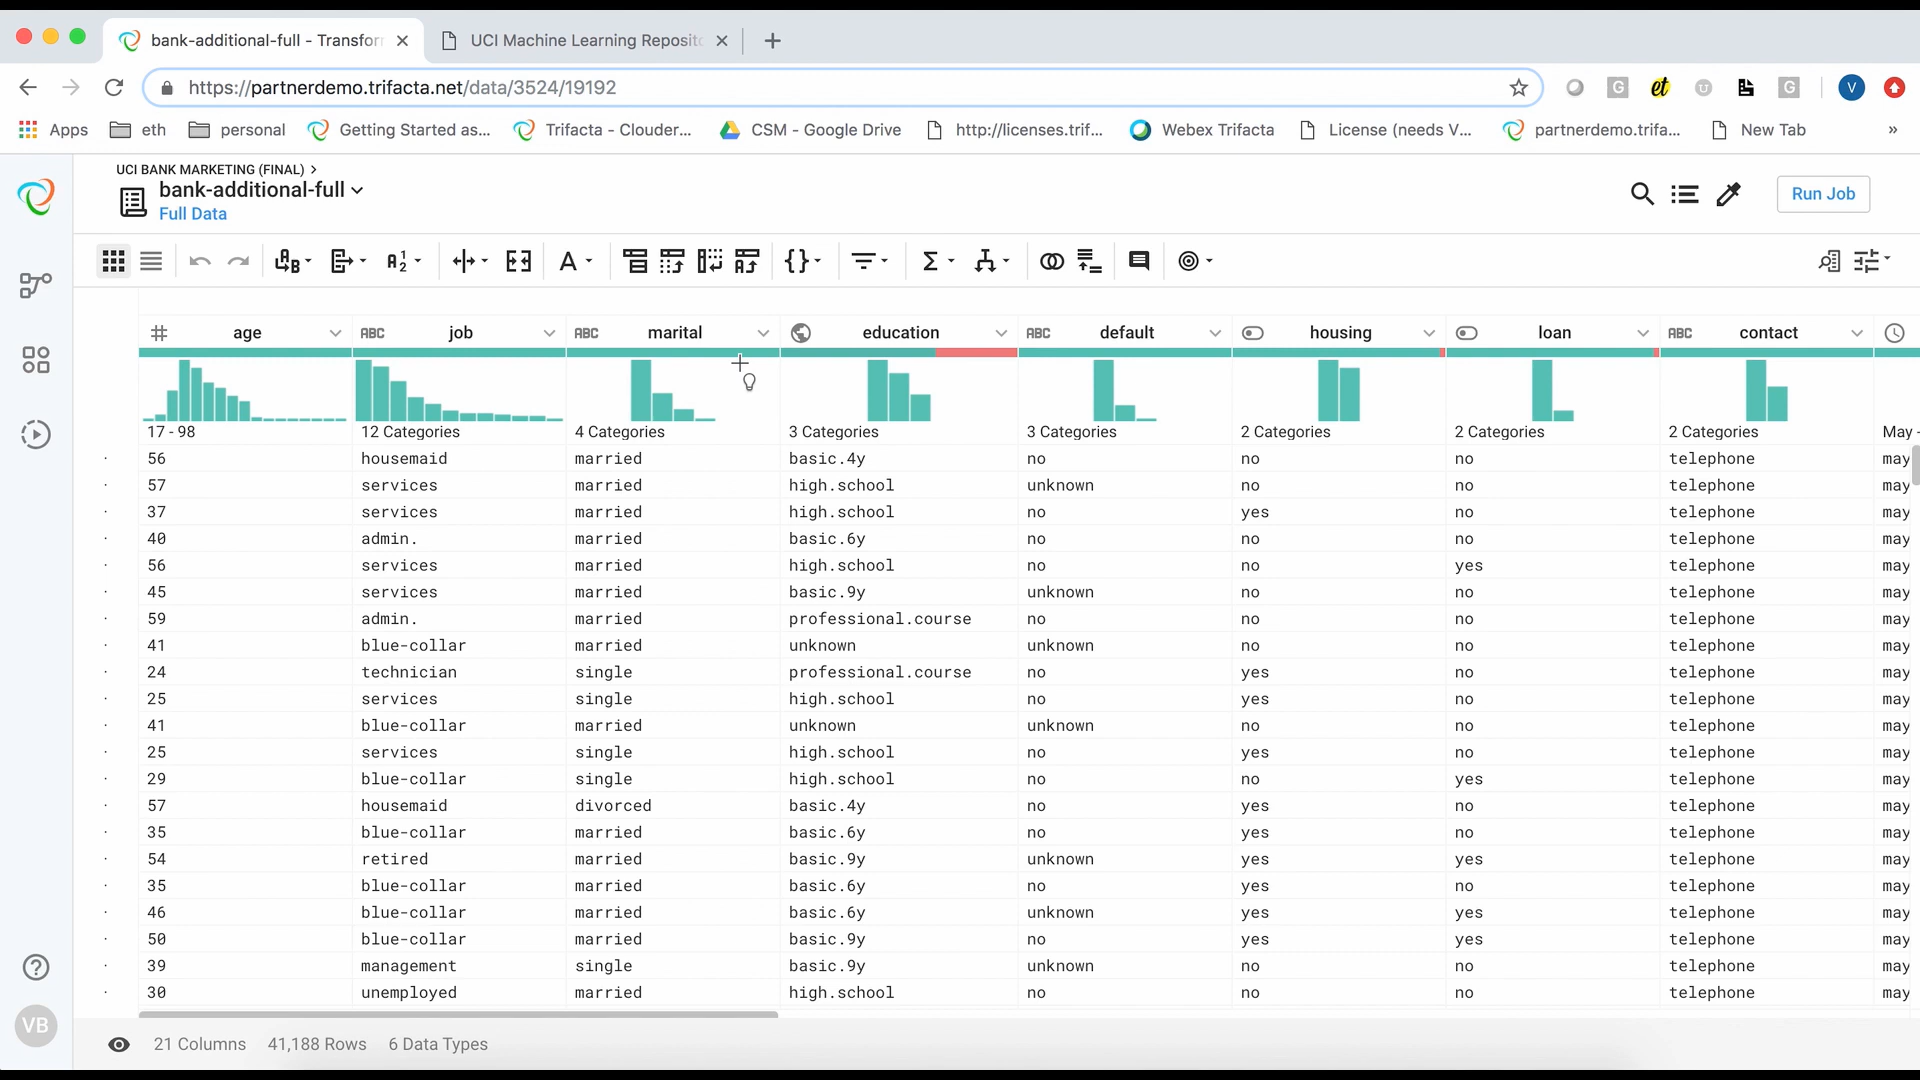 bank-additional-full - Transfor
UCI Machine Learning Reposit
https://partnerdemo.trifacta.net/data/3524/19192
G
et
G
V
Apps
eth
personal
Getting Started as...
Trifacta - Clouder...
CSM - Google Drive
http://licenses.trif...
Webex Trifacta
License (needs V...
partnerdemo.trifa...
New Tab
»
UCI BANK MARKETING (FINAL) >
bank-additional-full
Full Data
Run Job
# age
ABC job
ABC marital
education
ABC default
housing
loan
ABC contact
17 - 98 12 Categories 4 Categories 3 Categories 3 Categories 2 Categories 2 Categories 2 Categories May -
56 housemaid married basic.4y no no no telephone may
57 services married high.school unknown no no telephone may
37 services married high.school no yes no telephone may
40 admin. married basic.6y no no no telephone may
56 services married high.school no no yes telephone may
45 services married basic.9y unknown no no telephone may
59 admin. married professional.course no no no telephone may
41 blue-collar married unknown unknown no no telephone may
24 technician single professional.course no yes no telephone may
25 services single high.school no yes no telephone may
41 blue-collar married unknown unknown no no telephone may
25 services single high.school no yes no telephone may
29 blue-collar single high.school no no yes telephone may
57 housemaid divorced basic.4y no yes no telephone may
35 blue-collar married basic.6y no yes no telephone may
54 retired married basic.9y unknown yes yes telephone may
35 blue-collar married basic.6y no yes no telephone may
46 blue-collar married basic.6y unknown yes yes telephone may
50 blue-collar married basic.9y no yes yes telephone may
39 management single basic.9y unknown no no telephone may
30 unemployed married high.school no no no telephone may
VB
21 Columns 41,188 Rows 6 Data Types